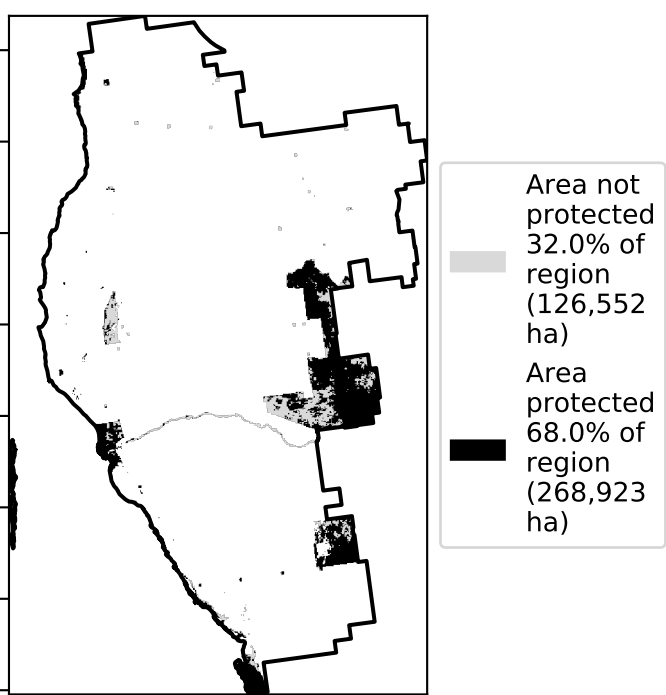 Area not
protected
32.0% of
region
(126,552
ha)
Area
protected
68.0% of
region
(268,923
ha)